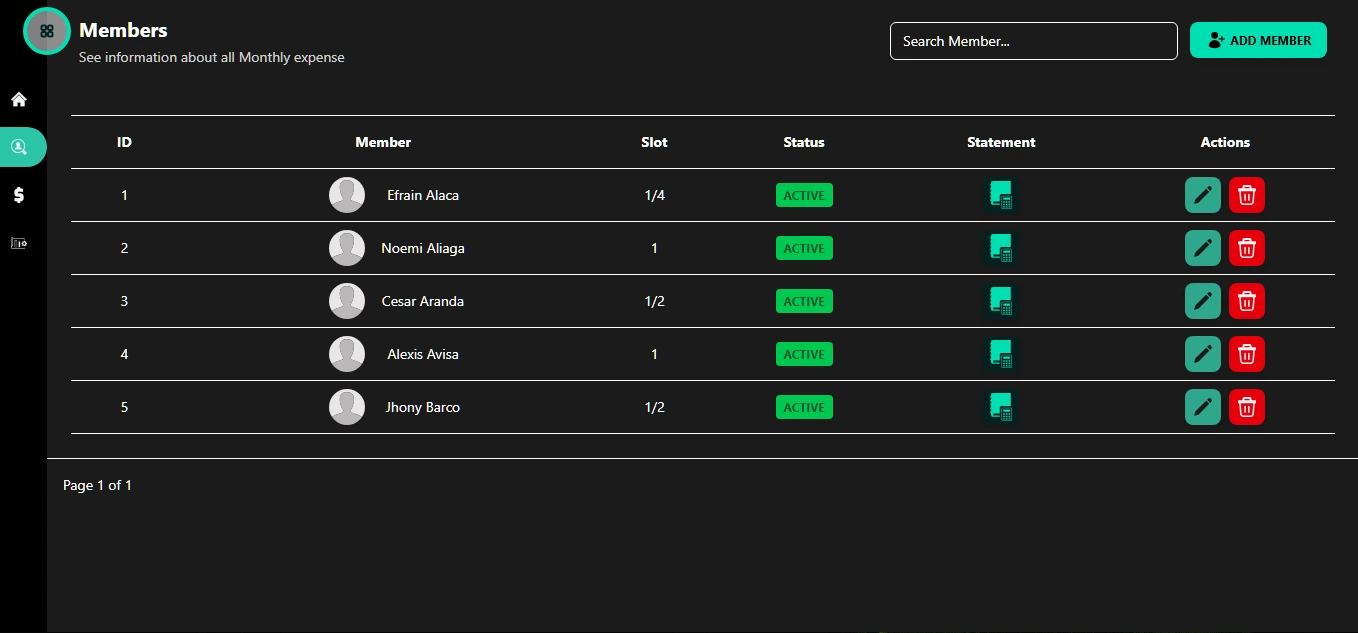 Members
See information about all Monthly expense
Search Member...
ADD MEMBER
ID Member Slot Status Statement Actions
1 Efrain Alaca 1/4 ACTIVE
2 Noemi Aliaga 1 ACTIVE
3 Cesar Aranda 1/2 ACTIVE
4 Alexis Avisa 1 ACTIVE
5 Jhony Barco 1/2 ACTIVE
Page 1 of 1